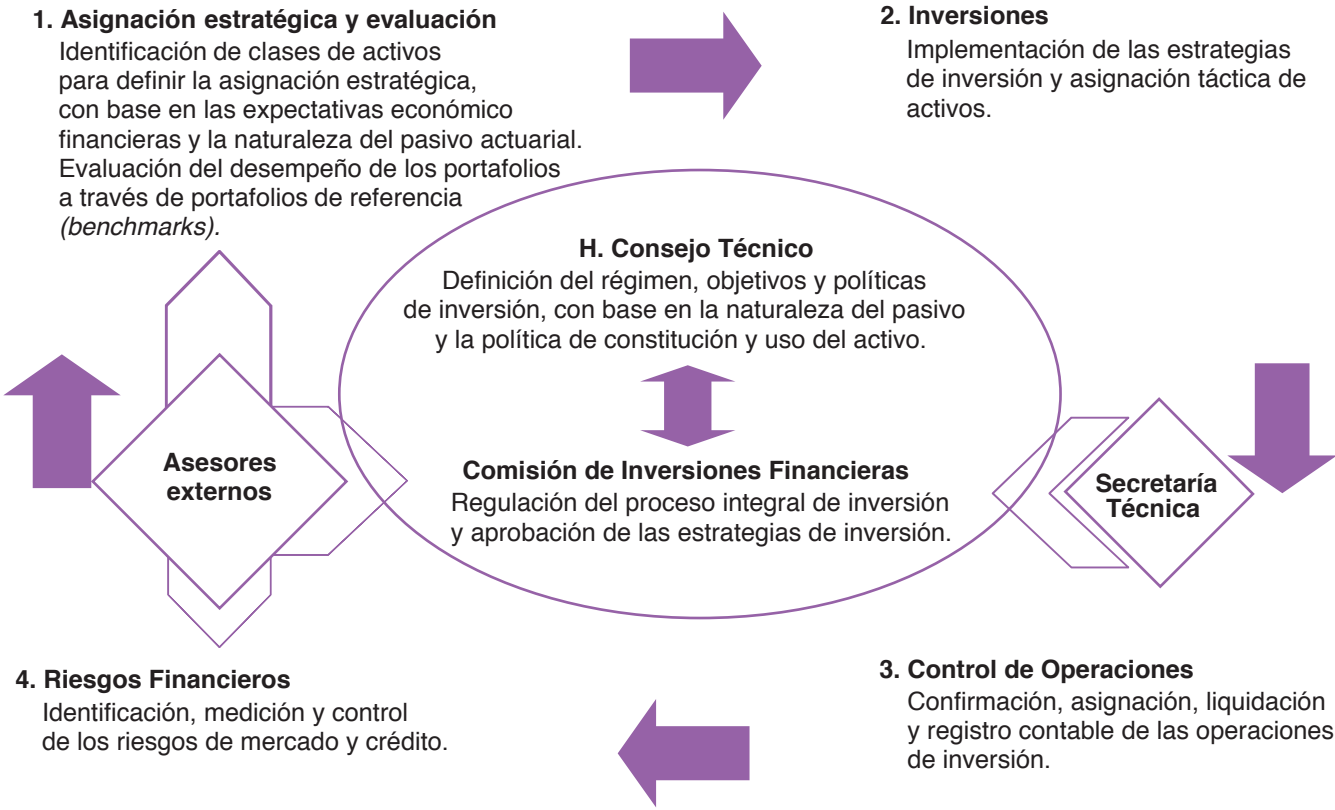 1. Asignación estratégica y evaluación
Identificación de clases de activos
para definir la asignación estratégica,
con base en las expectativas económico
financieras y la naturaleza del pasivo actuarial.
Evaluación del desempeño de los portafolios
a través de portafolios de referencia
(benchmarks).
2. Inversiones
Implementación de las estrategias
de inversión y asignación táctica de
activos.
H. Consejo Técnico
Definición del régimen, objetivos y políticas
de inversión, con base en la naturaleza del pasivo
y la política de constitución y uso del activo.
Comisión de Inversiones Financieras
Regulación del proceso integral de inversión
y aprobación de las estrategias de inversión.
Asesores
externos
Secretaría
Técnica
4. Riesgos Financieros
Identificación, medición y control
de los riesgos de mercado y crédito.
3. Control de Operaciones
Confirmación, asignación, liquidación
y registro contable de las operaciones
de inversión.